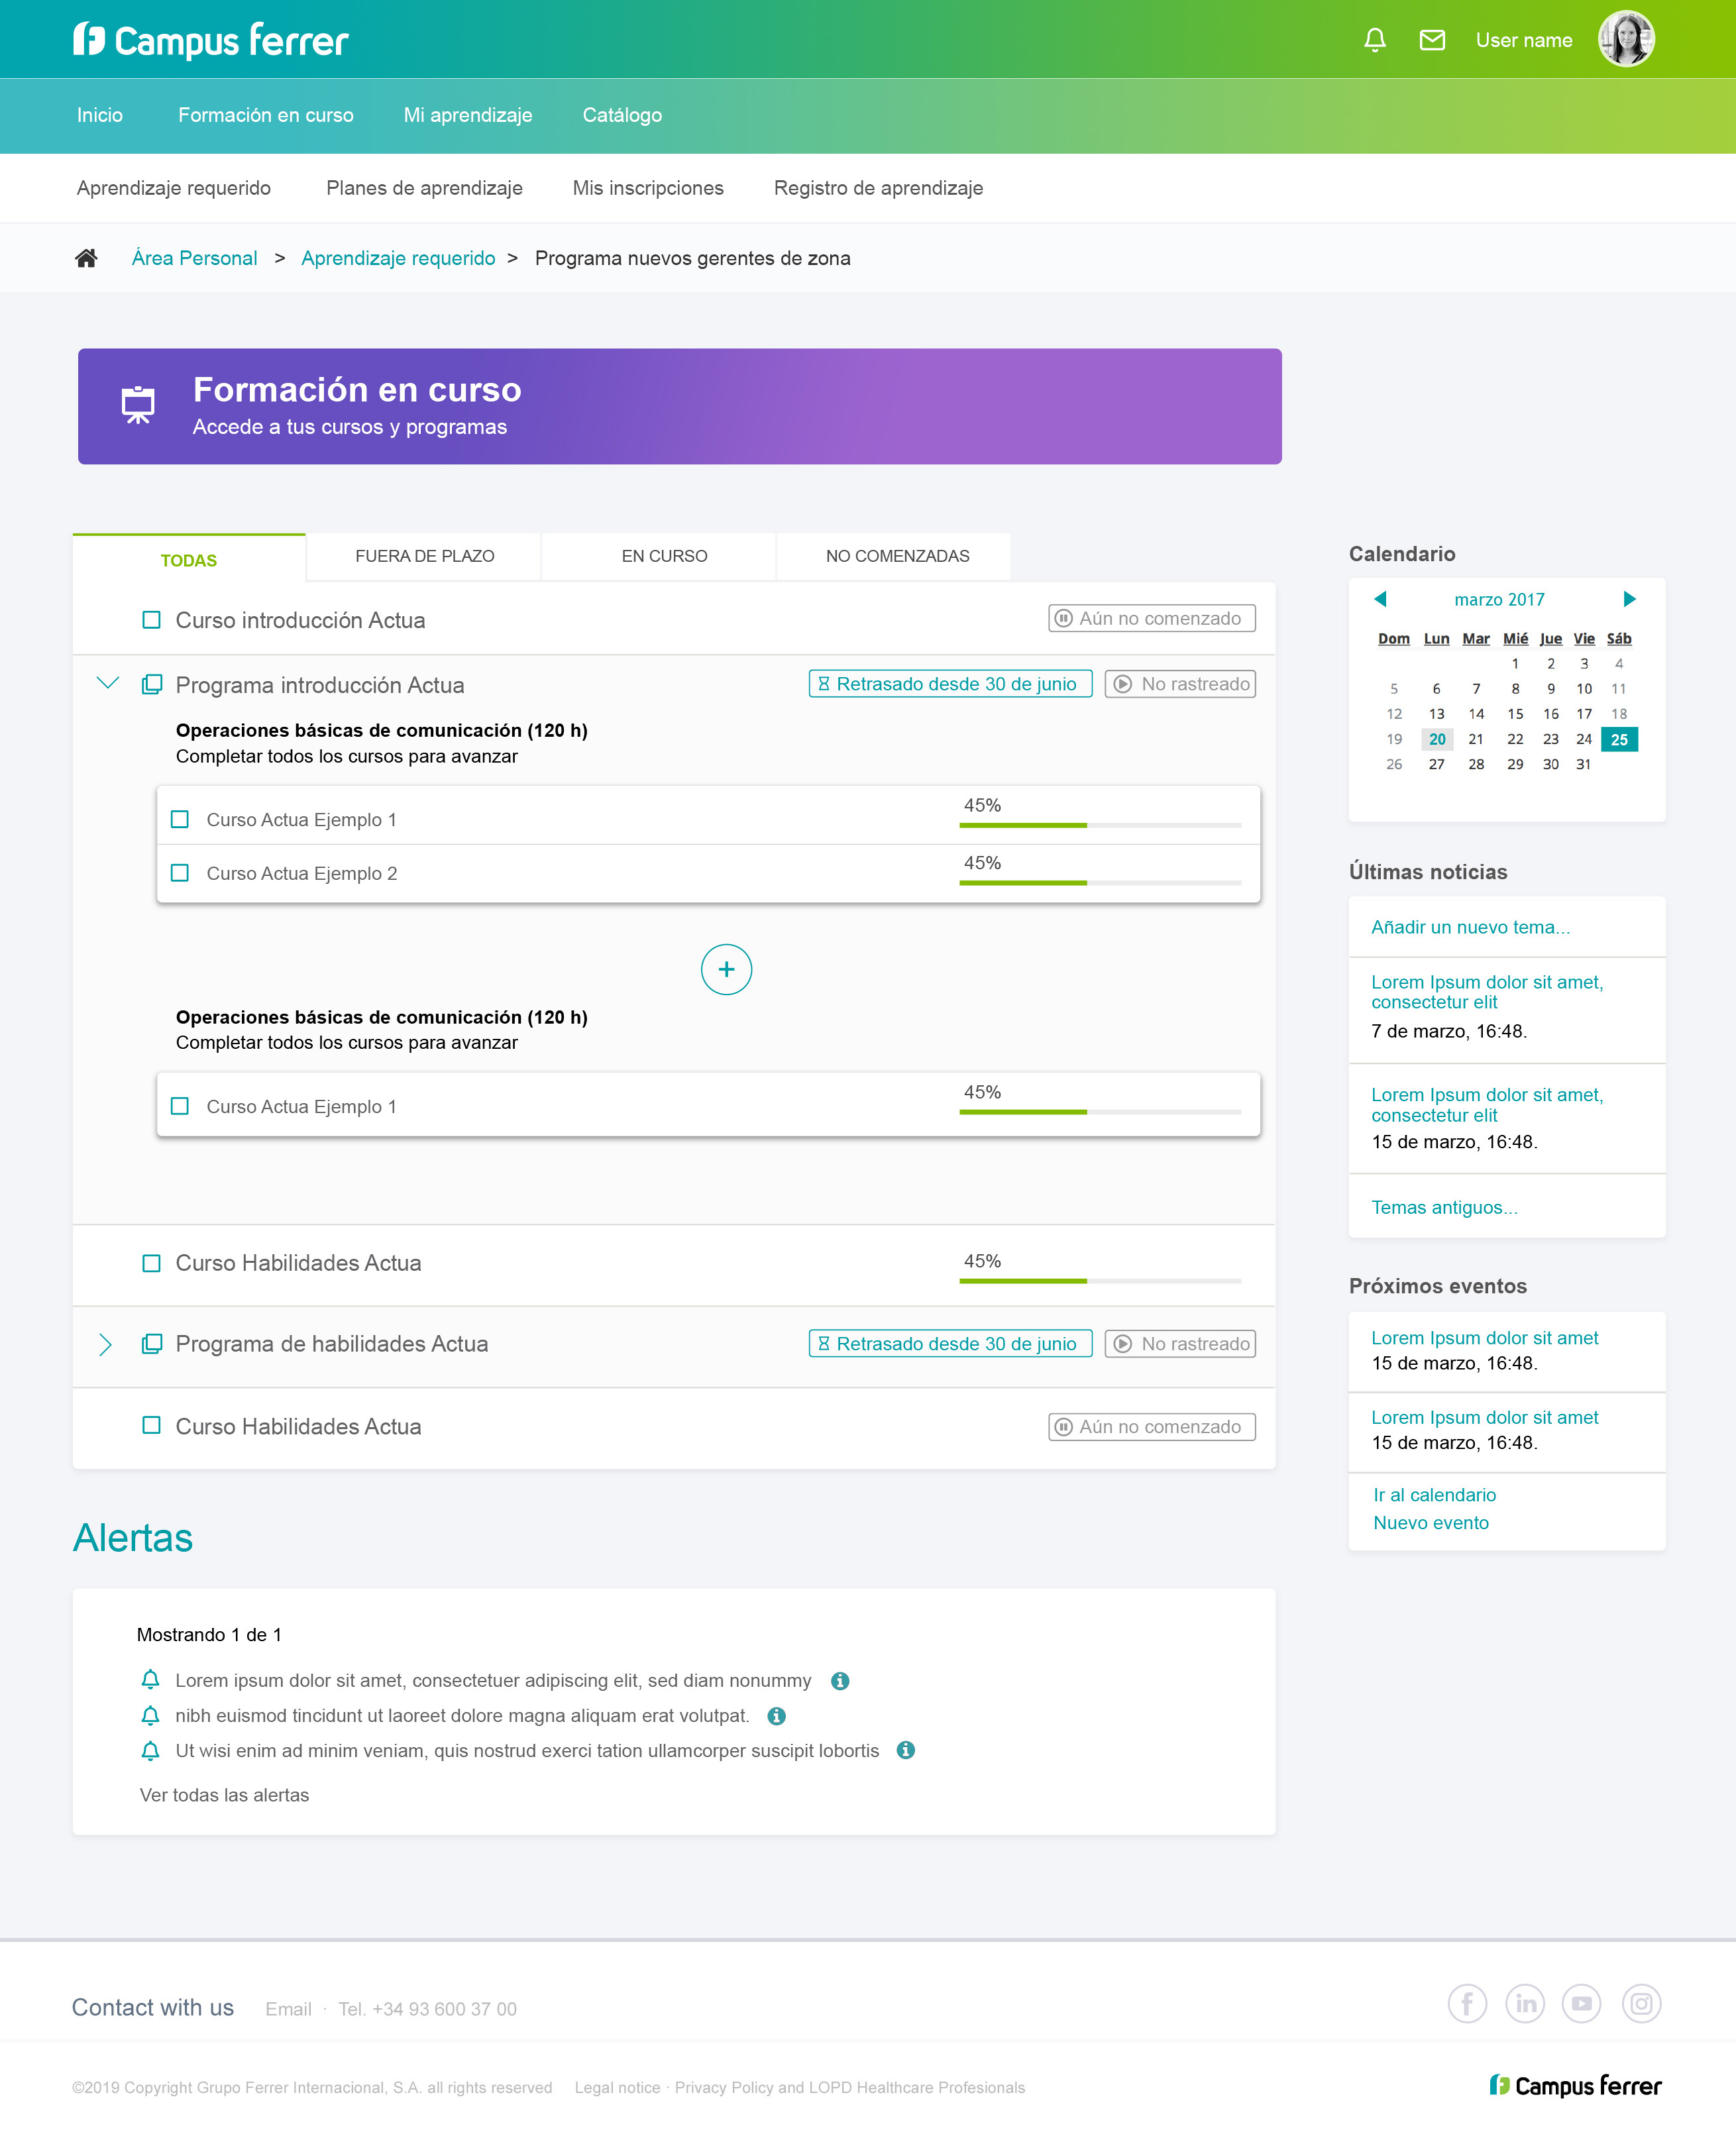 Campus ferrer
User name
Inicio
Formación en curso
Mi aprendizaje
Catálogo
Aprendizaje requerido
Planes de aprendizaje
Mis inscripciones
Registro de aprendizaje
Área Personal > Aprendizaje requerido > Programa nuevos gerentes de zona
Formación en curso
Accede a tus cursos y programas
TODAS
FUERA DE PLAZO
EN CURSO
NO COMENZADAS
Curso introducción Actua
Aún no comenzado
Programa introducción Actua
Retrasado desde 30 de junio
No rastreado
Operaciones básicas de comunicación (120 h)
Completar todos los cursos para avanzar
Curso Actua Ejemplo 1
45%
Curso Actua Ejemplo 2
45%
+
Operaciones básicas de comunicación (120 h)
Completar todos los cursos para avanzar
Curso Actua Ejemplo 1
45%
Curso Habilidades Actua
45%
Programa de habilidades Actua
Retrasado desde 30 de junio
No rastreado
Curso Habilidades Actua
Aún no comenzado
Alertas
Mostrando 1 de 1
Lorem ipsum dolor sit amet, consectetuer adipiscing elit, sed diam nonummy
nibh euismod tincidunt ut laoreet dolore magna aliquam erat volutpat.
Ut wisi enim ad minim veniam, quis nostrud exerci tation ullamcorper suscipit lobortis
Ver todas las alertas
Calendario
marzo 2017
Dom Lun Mar Mié Jue Vie Sáb
1 2 3 4
5 6 7 8 9 10 11
12 13 14 15 16 17 18
19 20 21 22 23 24 25
26 27 28 29 30 31
Últimas noticias
Añadir un nuevo tema...
Lorem Ipsum dolor sit amet,
consectetur elit
7 de marzo, 16:48.
Lorem Ipsum dolor sit amet,
consectetur elit
15 de marzo, 16:48.
Temas antiguos...
Próximos eventos
Lorem Ipsum dolor sit amet
15 de marzo, 16:48.
Lorem Ipsum dolor sit amet
15 de marzo, 16:48.
Ir al calendario
Nuevo evento
Contact with us
Email · Tel. +34 93 600 37 00
©2019 Copyright Grupo Ferrer Internacional, S.A. all rights reserved
Legal notice · Privacy Policy and LOPD Healthcare Profesionals
Campus ferrer